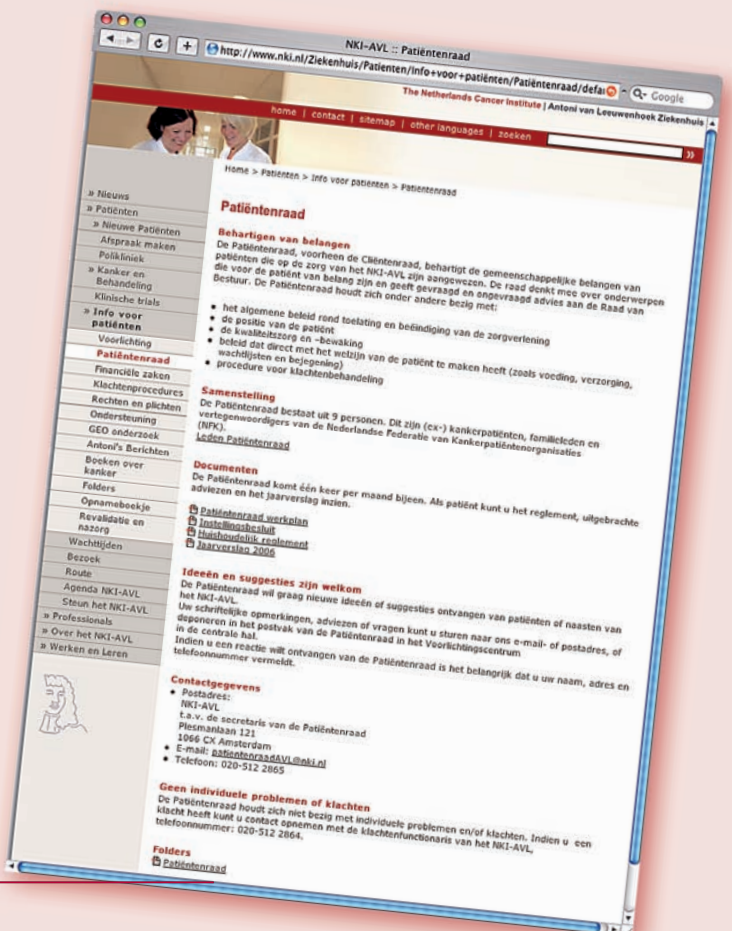 NKI-AVL :: Patiëntenraad
http://www.nki.nl/Ziekenhuis/Patienten/Info+voor+patiënten/Patiëntenraad/defau
Google
The Netherlands Cancer Institute | Antoni van Leeuwenhoek Ziekenhuis
home | contact | sitemap | other languages | zoeken
»
Home > Patiënten > Info voor patiënten > Patiëntenraad
» Nieuws
» Patiënten
» Nieuwe Patiënten
Afspraak maken
Polikliniek
» Kanker en
Behandeling
Klinische trials
» Info voor
patiënten
Voorlichting
Patiëntenraad
Financiële zaken
Klachtenprocedures
Rechten en plichten
Ondersteuning
GEO onderzoek
Antoni's Berichten
Boeken over
kanker
Folders
Opnameboekje
Revalidatie en
nazorg
Wachttijden
Bezoek
Route
Agenda NKI-AVL
Steun het NKI-AVL
» Professionals
» Over het NKI-AVL
» Werken en Leren
Patiëntenraad
Behartigen van belangen
De Patiëntenraad, voorheen de Cliëntenraad, behartigt de gemeenschappelijke belangen van
patiënten die op de zorg van het NKI-AVL zijn aangewezen. De raad denkt mee over onderwerpen
die voor de patiënt van belang zijn en geeft gevraagd en ongevraagd advies aan de Raad van
Bestuur. De Patiëntenraad houdt zich onder andere bezig met:
• het algemene beleid rond toelating en beëindiging van de zorgverlening
• de positie van de patiënt
• de kwaliteitszorg en -bewaking
• beleid dat direct met het welzijn van de patiënt te maken heeft (zoals voeding, verzorging,
wachtlijsten en bejegening)
• procedure voor klachtenbehandeling
Samenstelling
De Patiëntenraad bestaat uit 9 personen. Dit zijn (ex-) kankerpatiënten, familieleden en
vertegenwoordigers van de Nederlandse Federatie van Kankerpatiëntenorganisaties
(NFK).
Leden Patiëntenraad
Documenten
De Patiëntenraad komt één keer per maand bijeen. Als patiënt kunt u het reglement, uitgebrachte
adviezen en het jaarverslag inzien.
Patiëntenraad werkplan
Instellingsbesluit
Huishoudelijk reglement
Jaarverslag 2006
Ideeën en suggesties zijn welkom
De Patiëntenraad wil graag nieuwe ideeën of suggesties ontvangen van patiënten of naasten van
het NKI-AVL.
Uw schriftelijke opmerkingen, adviezen of vragen kunt u sturen naar ons e-mail- of postadres, of
deponeren in het postvak van de Patiëntenraad in het Voorlichtingscentrum
in de centrale hal.
Indien u een reactie wilt ontvangen van de Patiëntenraad is het belangrijk dat u uw naam, adres en
telefoonnummer vermeldt.
Contactgegevens
• Postadres:
NKI-AVL
t.a.v. de secretaris van de Patiëntenraad
Plesmanlaan 121
1066 CX Amsterdam
• E-mail: patientenraadAVL@nki.nl
• Telefoon: 020-512 2865
Geen individuele problemen of klachten
De Patiëntenraad houdt zich niet bezig met individuele problemen en/of klachten. Indien u een
klacht heeft kunt u contact opnemen met de klachtenfunctionaris van het NKI-AVL,
telefoonnummer: 020-512 2864.
Folders
Patiëntenraad